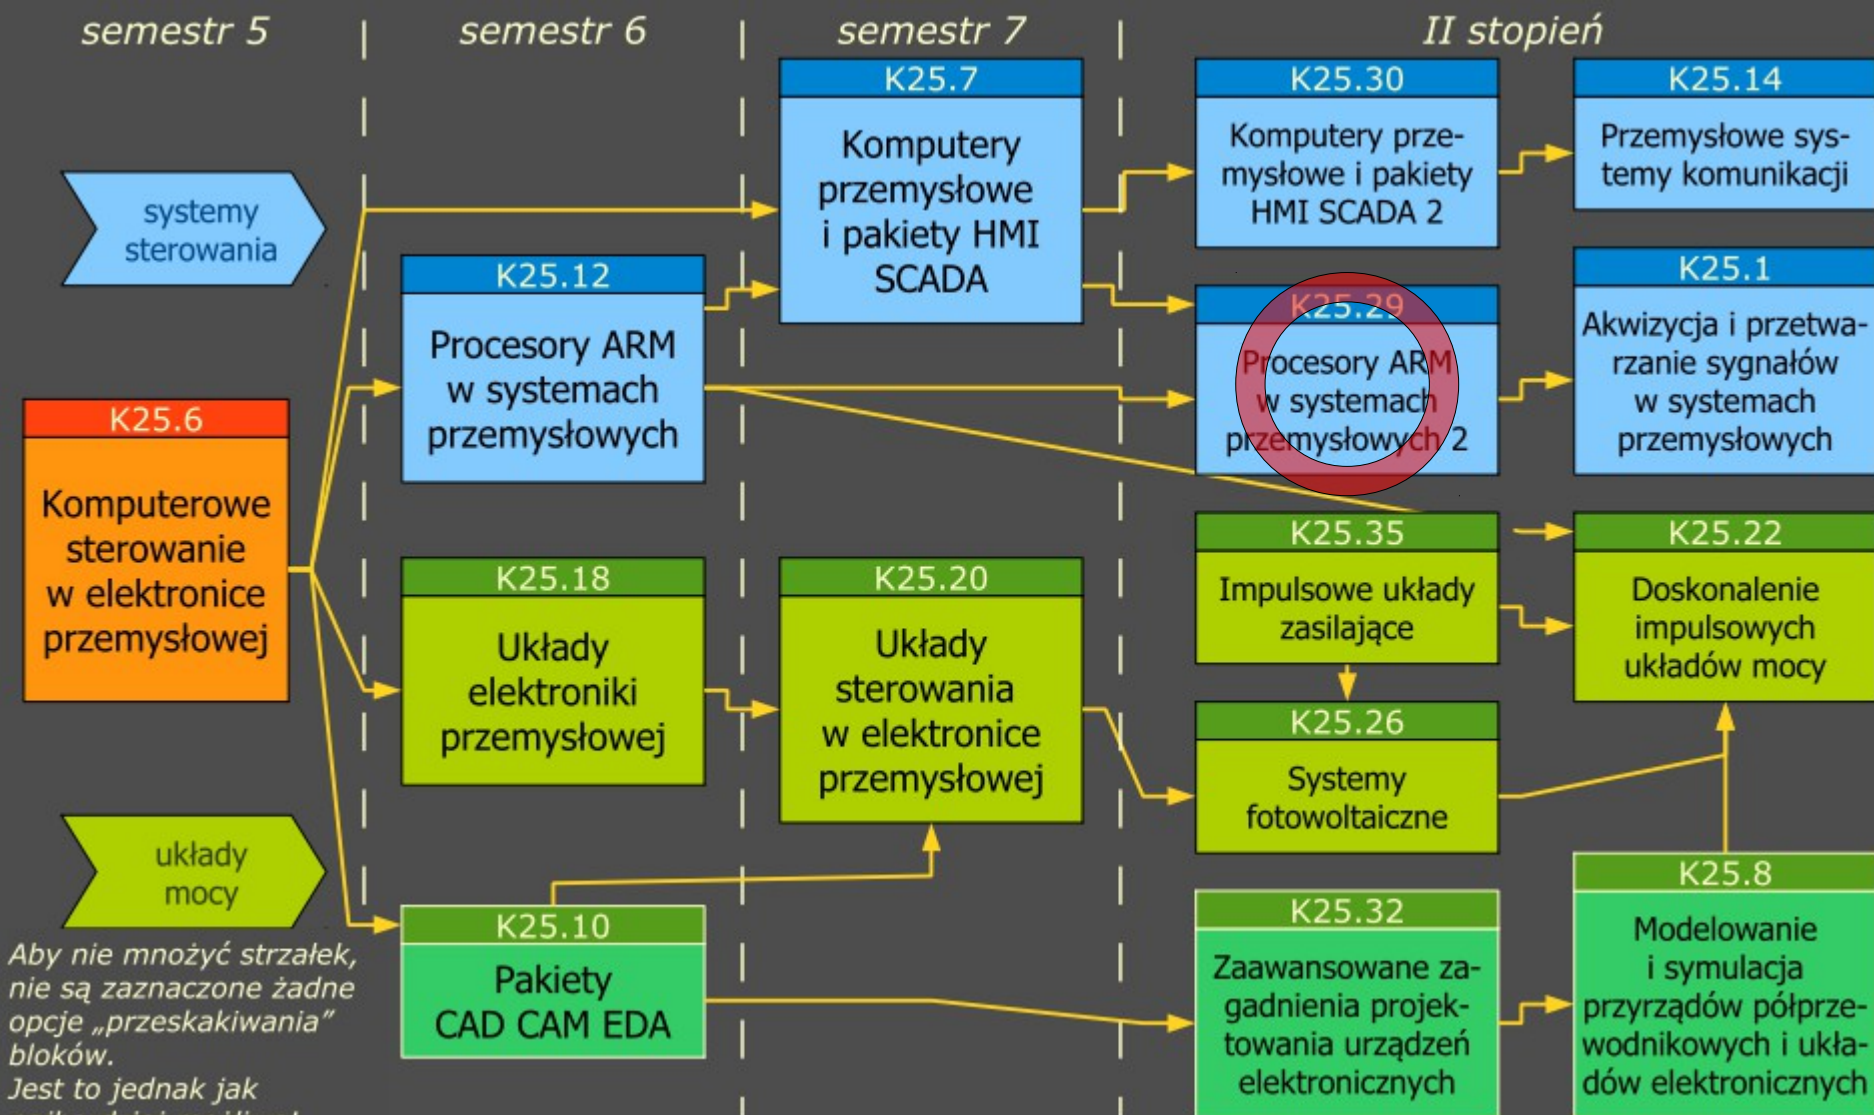 semestr 5
semestr 6
semestr 7
II stopień
systemy
sterowania
K25.6
Komputerowe
sterowanie
w elektronice
przemysłowej
układy
mocy
Aby nie mnożyć strzałek,
nie są zaznaczone żadne
opcje „przeskakiwania”
bloków.
Jest to jednak jak
K25.12
Procesory ARM
w systemach
przemysłowych
K25.18
Układy
elektroniki
przemysłowej
K25.10
Pakiety
CAD CAM EDA
K25.7
Komputery
przemysłowe
i pakiety HMI
SCADA
K25.20
Układy
sterowania
w elektronice
przemysłowej
K25.30
Komputery prze-
mysłowe i pakiety
HMI SCADA 2
K25.29
Procesory ARM
w systemach
przemysłowych 2
K25.35
Impulsowe układy
zasilające
K25.26
Systemy
fotowoltaiczne
K25.32
Zaawansowane za-
gadnienia projek-
towania urządzeń
elektronicznych
K25.14
Przemysłowe sys-
temy komunikacji
K25.1
Akwizycja i przetwa-
rzanie sygnałów
w systemach
przemysłowych
K25.22
Doskonalenie
impulsowych
układów mocy
K25.8
Modelowanie
i symulacja
przyrządów półprze-
wodnikowych i ukła-
dów elektronicznych